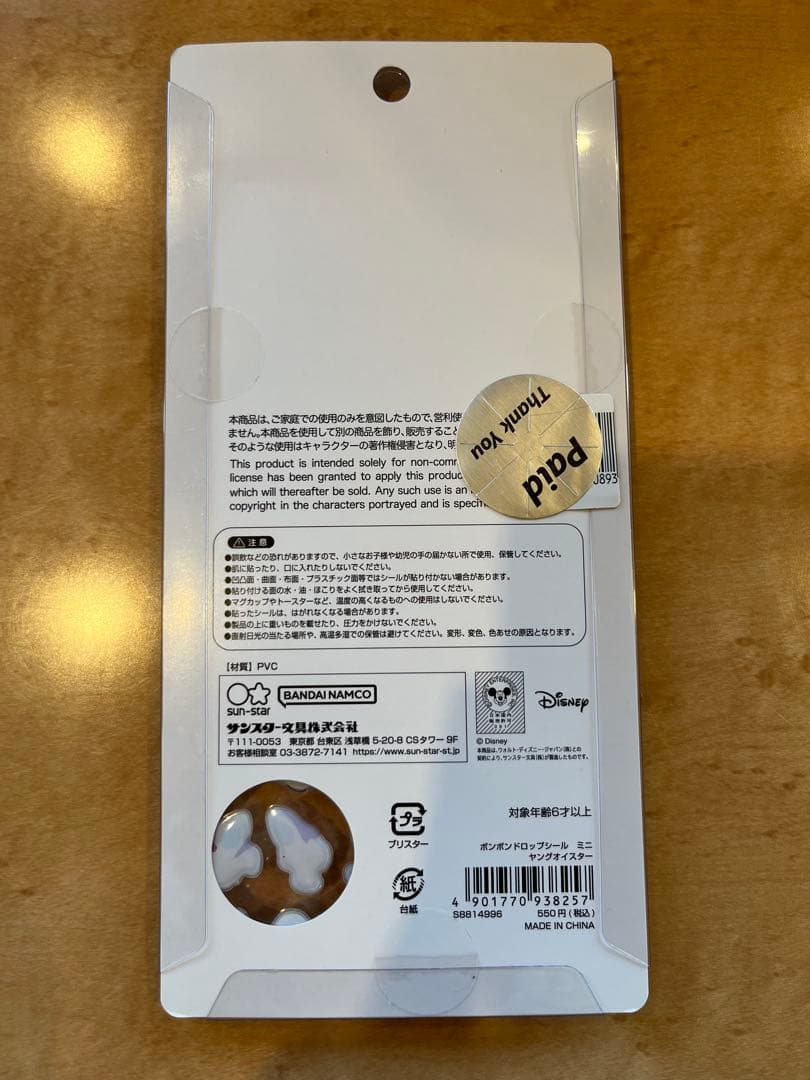 本商品は、ご家庭での使用のみを意図したもので、営利使
ません。本商品を使用して別の商品を飾り、販売すること
そのような使用はキャラクターの著作権侵害となり、明
This product is intended solely for non-comm
license has been granted to apply this produc
which will thereafter be sold. Any such use is an
copyright in the characters portrayed and is specif
Paid
Thank You
0893
注意
●誤飲などの恐れがありますので、小さなお子様や幼児の手の届かない所で使用、保管してください。
●肌に貼ったり、口に入れたりしないでください。
●凹凸面・曲面・布面・プラスチック面等ではシールが貼り付かない場合があります。
●貼り付ける面の水・油・ほこりをよく拭き取ってから使用してください。
●マグカップやトースターなど、温度の高くなるものへの使用はしないでください。
●貼ったシールは、はがれなくなる場合があります。
●製品の上に重いものを載せたり、圧力をかけないでください。
●直射日光の当たる場所や、高温多湿での保管は避けてください。変形、変色、色あせの原因となります。
【材質】PVC
sun-star
BANDAI NAMCO
サンスター文具株式会社
〒111-0053 東京都 台東区 浅草橋 5-20-8 CSタワー 9F
お客様相談室 03-3872-7141 https://www.sun-star-st.jp
日本国内
販売許可
Disney
© Disney
本商品は、ウォルト・ディズニー・ジャパン(株)との
契約により、サンスター文具(株)が製造したものです。
プラ
ブリスター
紙
台紙
対象年齢6才以上
ボンボンドロップシール ミニ
ヤングオイスター
4 901770 938257
S8814996 550円(税込)
MADE IN CHINA